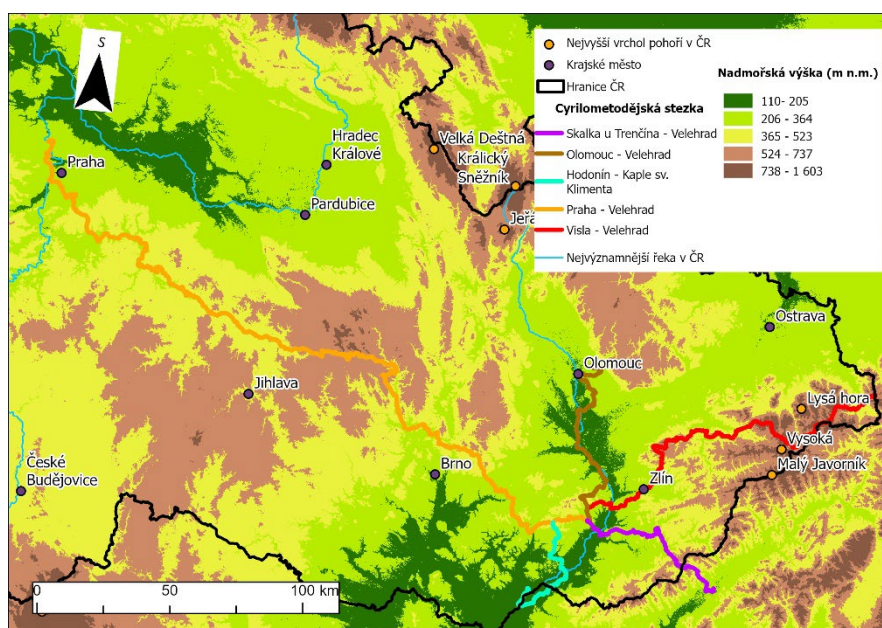 S
Nejvyšší vrchol pohoří v ČR
Krajské město
Hranice ČR
Cyrilometodějská stezka
Skalka u Trenčína - Velehrad
Olomouc - Velehrad
Hodonín - Kaple sv.
Klimenta
Praha - Velehrad
Visla - Velehrad
Nejvýznamnější řeka v ČR
Nadmořská výška (m n.m.)
110- 205
206 - 364
365 - 523
524 - 737
738 - 1 603
Praha
Hradec
Králové
Pardubice
Velká Deštná
Králický
Sněžník
Jeřá
Ostrava
Olomouc
Jihlava
Lysá hora
Vysoká
Malý Javorník
České
Budějovice
Brno
Zlín
0
50
100 km